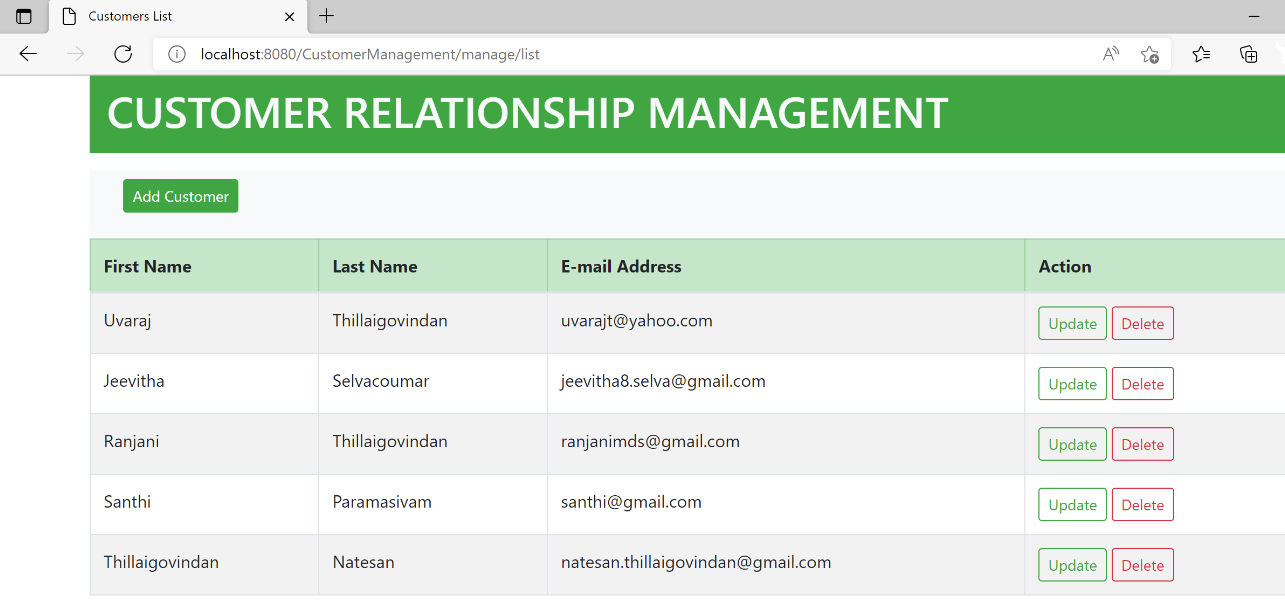 Customers List
localhost:8080/CustomerManagement/manage/list
CUSTOMER RELATIONSHIP MANAGEMENT
Add Customer
First Name Last Name E-mail Address Action
Uvaraj Thillaigovindan uvarajt@yahoo.com Update Delete
Jeevitha Selvacoumar jeevitha8.selva@gmail.com Update Delete
Ranjani Thillaigovindan ranjanimds@gmail.com Update Delete
Santhi Paramasivam santhi@gmail.com Update Delete
Thillaigovindan Natesan natesan.thillaigovindan@gmail.com Update Delete